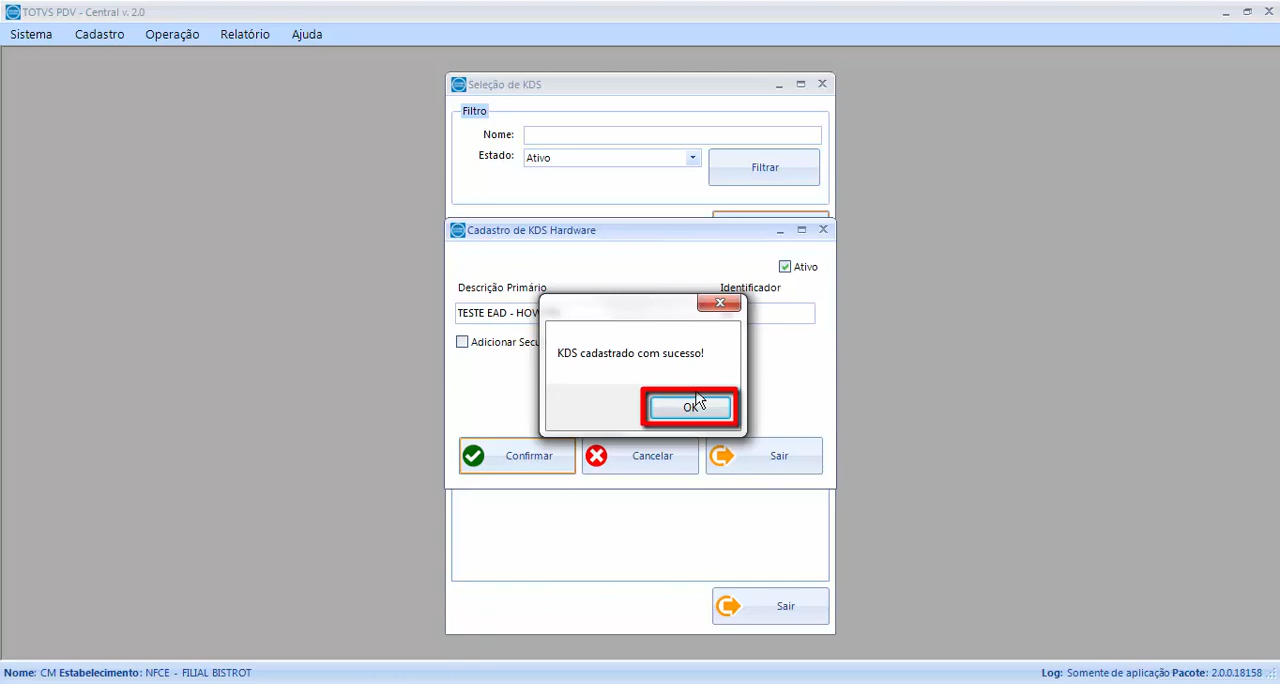 TOTVS PDV - Central v. 2.0
Sistema Cadastro Operação Relatório Ajuda
Seleção de KDS
Filtro
Nome:
Estado: Ativo
Filtrar
Cadastro de KDS Hardware
Ativo
Descrição Primário Identificador
TESTE EAD -
Adicionar
KDS cadastrado com sucesso!
OK
Confirmar Cancelar Sair
Sair
Nome: CM Estabelecimento: NFCE - FILIAL BISTROT Log: Somente de aplicação Pacote: 2.0.0.18158